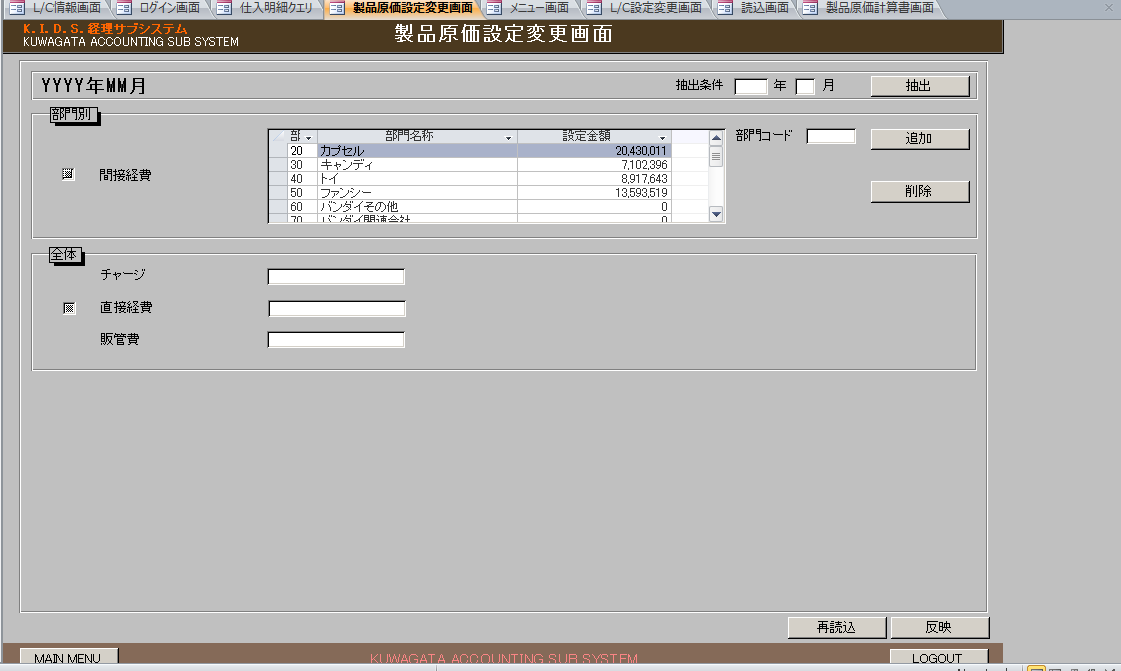 L/C情報画面 ログイン画面 仕入明細クエリ 製品原価設定変更画面 メニュー画面 L/C設定変更画面 読込画面 製品原価計算書画面
K.I.D.S.経理サブシステム
KUWAGATA ACCOUNTING SUB SYSTEM
製品原価設定変更画面
YYYY年MM月
抽出条件 年 月 抽出
部門別
間接経費
部 部門名称 設定金額
20 カプセル 20,430,011
30 キャンディ 7,102,396
40 トイ 8,917,643
50 ファンシー 13,593,519
60 バンダイその他 0
70 バンダイ関連会社 0
部門コード 追加
削除
全体
チャージ
直接経費
販管費
再読込 反映
MAIN MENU KUWAGATA ACCOUNTING SUB SYSTEM LOGOUT